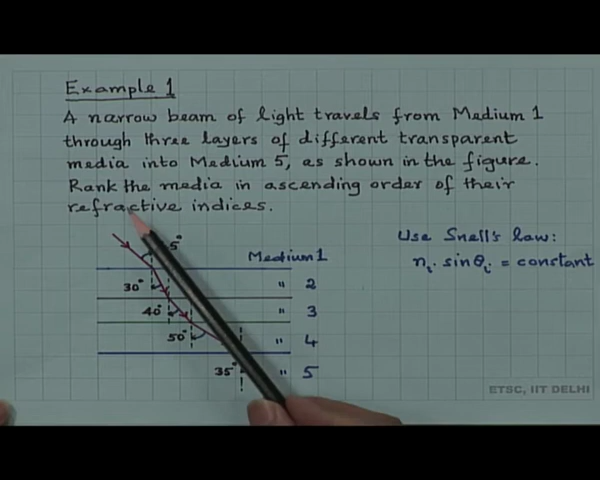 Example 1
A narrow beam of light travels from Medium 1
through three layers of different transparent
media into Medium 5, as shown in the figure.
Rank the media in ascending order of their
refractive indices.
Use Snell's law:
nᵢ sinθᵢ = constant
5°
Medium 1
30°
" 2
40°
" 3
50°
" 4
35°
" 5
ETSC, IIT DELHI